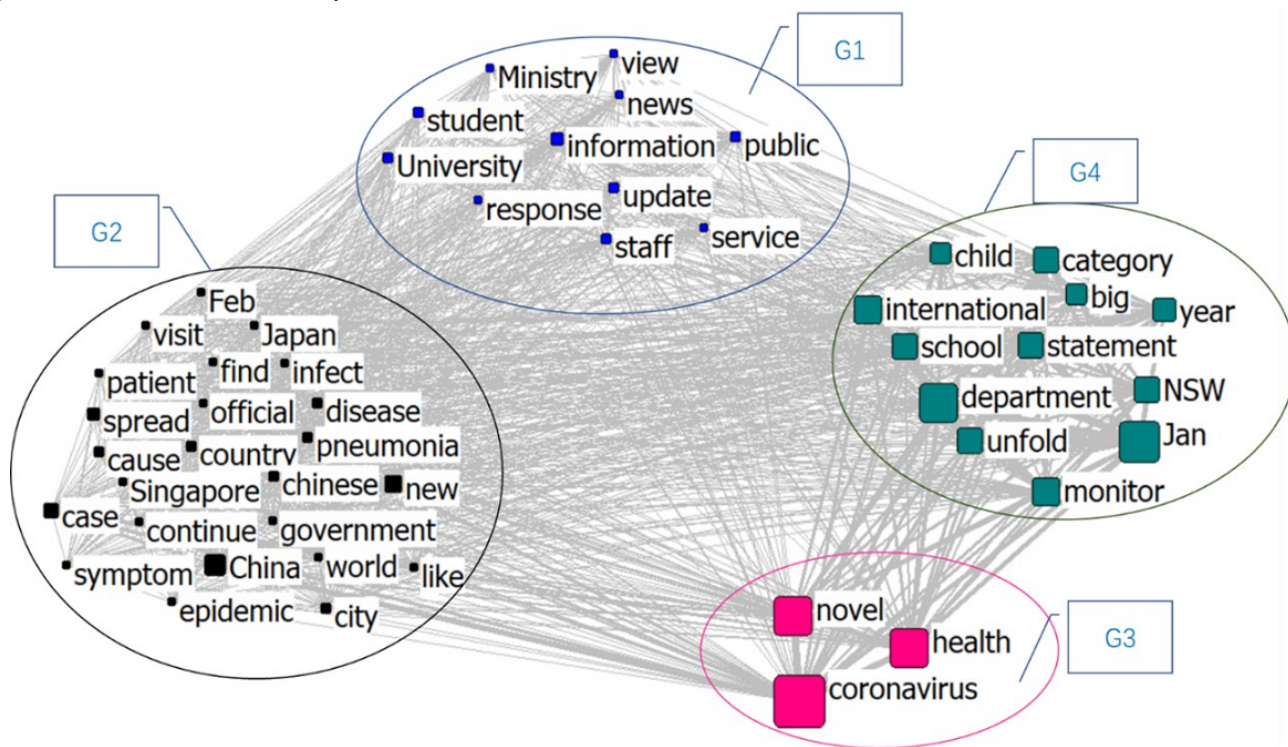 G1
view
Ministry
news
student
information
public
University
update
response
service
staff
G4
child
category
big
international
year
school
statement
NSW
department
Jan
unfold
monitor
G2
Feb
visit
Japan
find
infect
patient
official
disease
spread
pneumonia
country
cause
chinese
Singapore
new
case
continue
government
China
world
symptom
like
epidemic
city
novel
health
coronavirus
G3